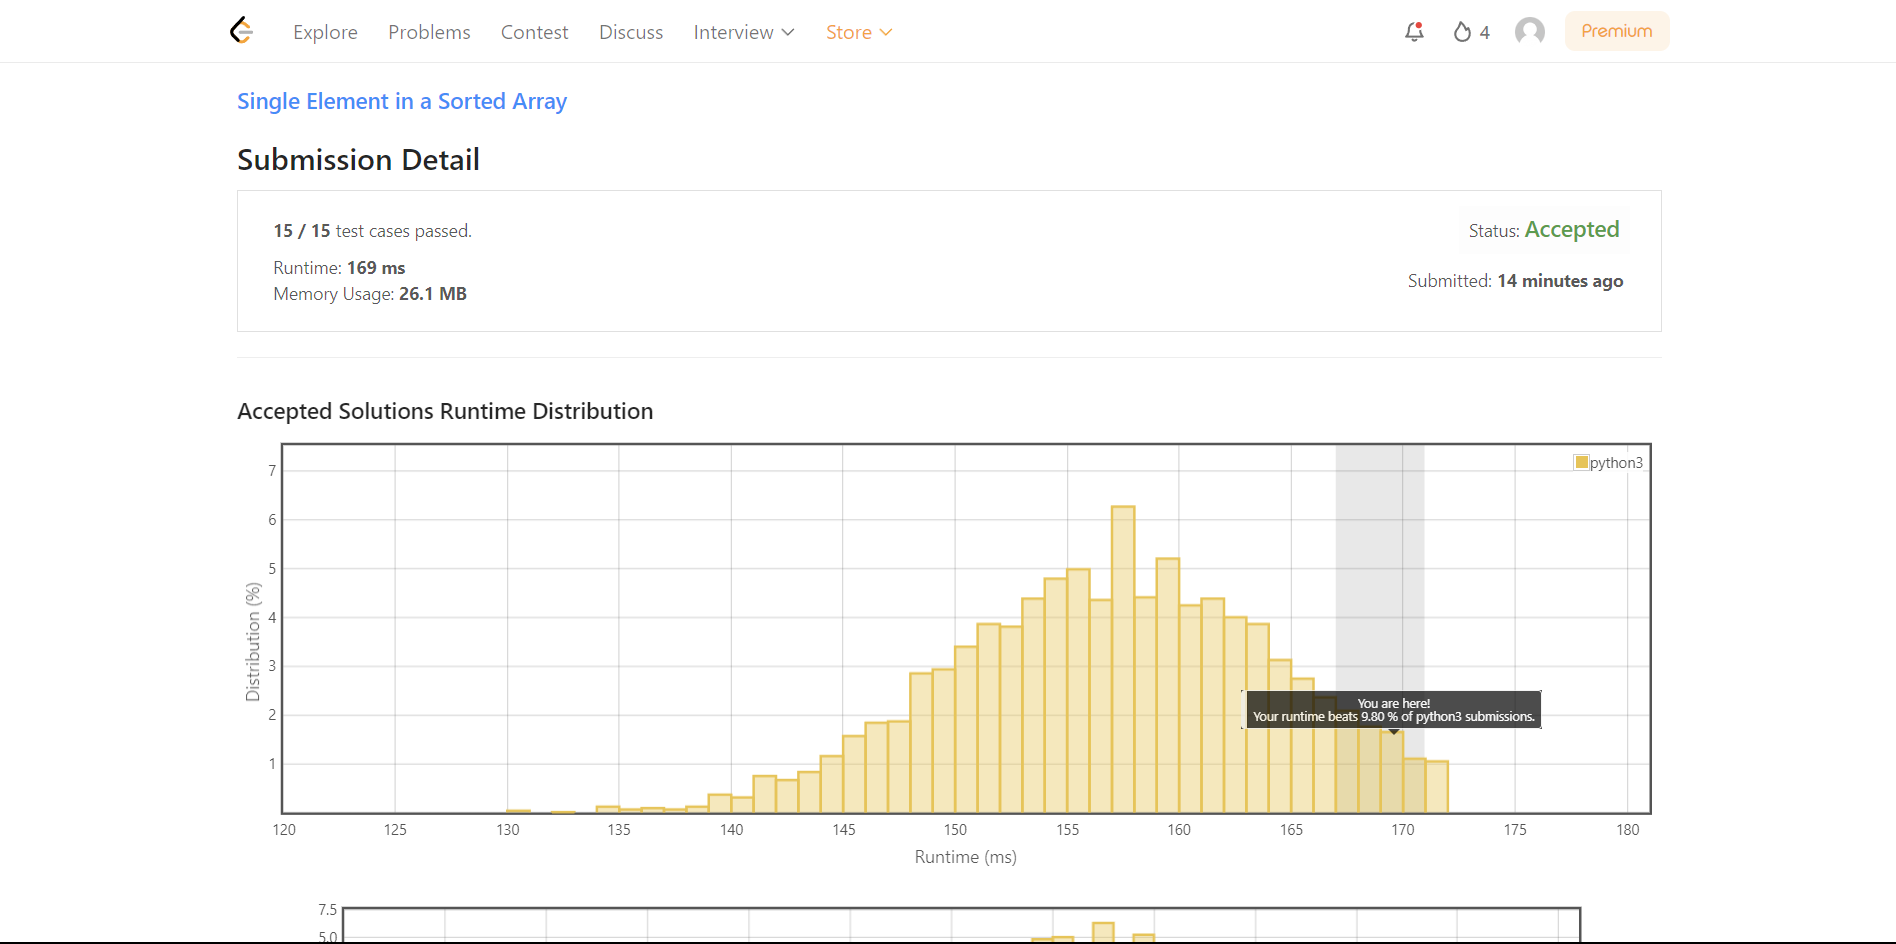 Explore Problems Contest Discuss Interview Store 4 Premium
Single Element in a Sorted Array
Submission Detail
15 / 15 test cases passed.
Status: Accepted
Runtime: 169 ms
Submitted: 14 minutes ago
Memory Usage: 26.1 MB
Accepted Solutions Runtime Distribution
python3
7
6
5
4
3
2
1
Distribution (%)
You are here!
Your runtime beats 9.80 % of python3 submissions.
120 125 130 135 140 145 150 155 160 165 170 175 180
Runtime (ms)
7.5
5.0